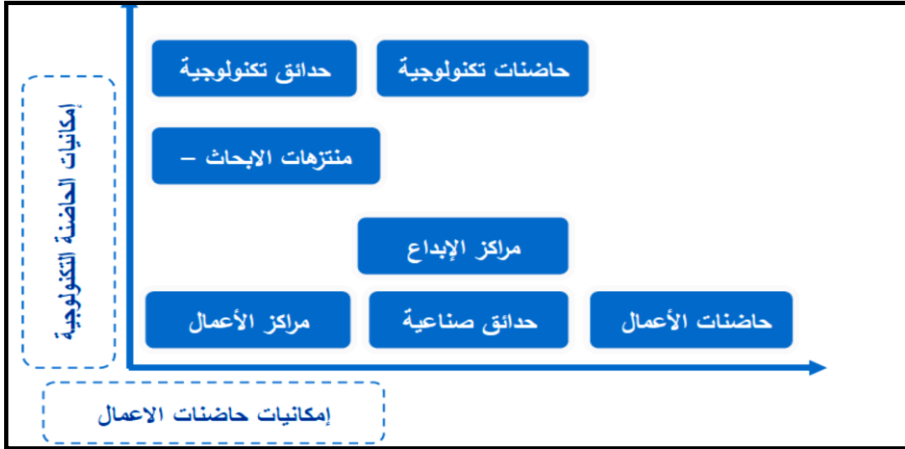 حاضنات تكنولوجية
حدائق تكنولوجية
إمكانيات الحاضنة التكنولوجية
منتزهات الابحاث –
مراكز الإبداع
حاضنات الأعمال
حدائق صناعية
مراكز الأعمال
إمكانيات حاضنات الاعمال